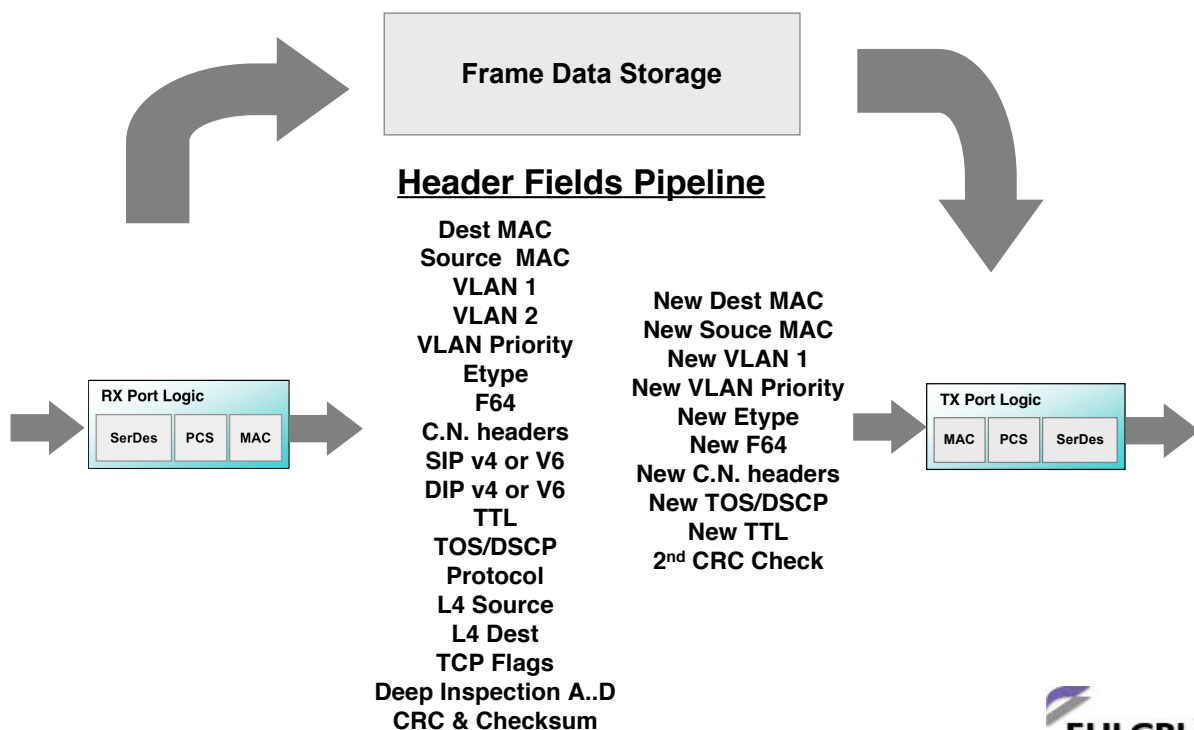 Frame Data Storage
Header Fields Pipeline
Dest MAC
Source MAC
VLAN 1
VLAN 2
VLAN Priority
Etype
F64
C.N. headers
SIP v4 or V6
DIP v4 or V6
TTL
TOS/DSCP
Protocol
L4 Source
L4 Dest
TCP Flags
Deep Inspection A..D
CRC & Checksum
New Dest MAC
New Souce MAC
New VLAN 1
New VLAN Priority
New Etype
New F64
New C.N. headers
New TOS/DSCP
New TTL
2nd CRC Check
RX Port Logic
SerDes
PCS
MAC
TX Port Logic
MAC
PCS
SerDes